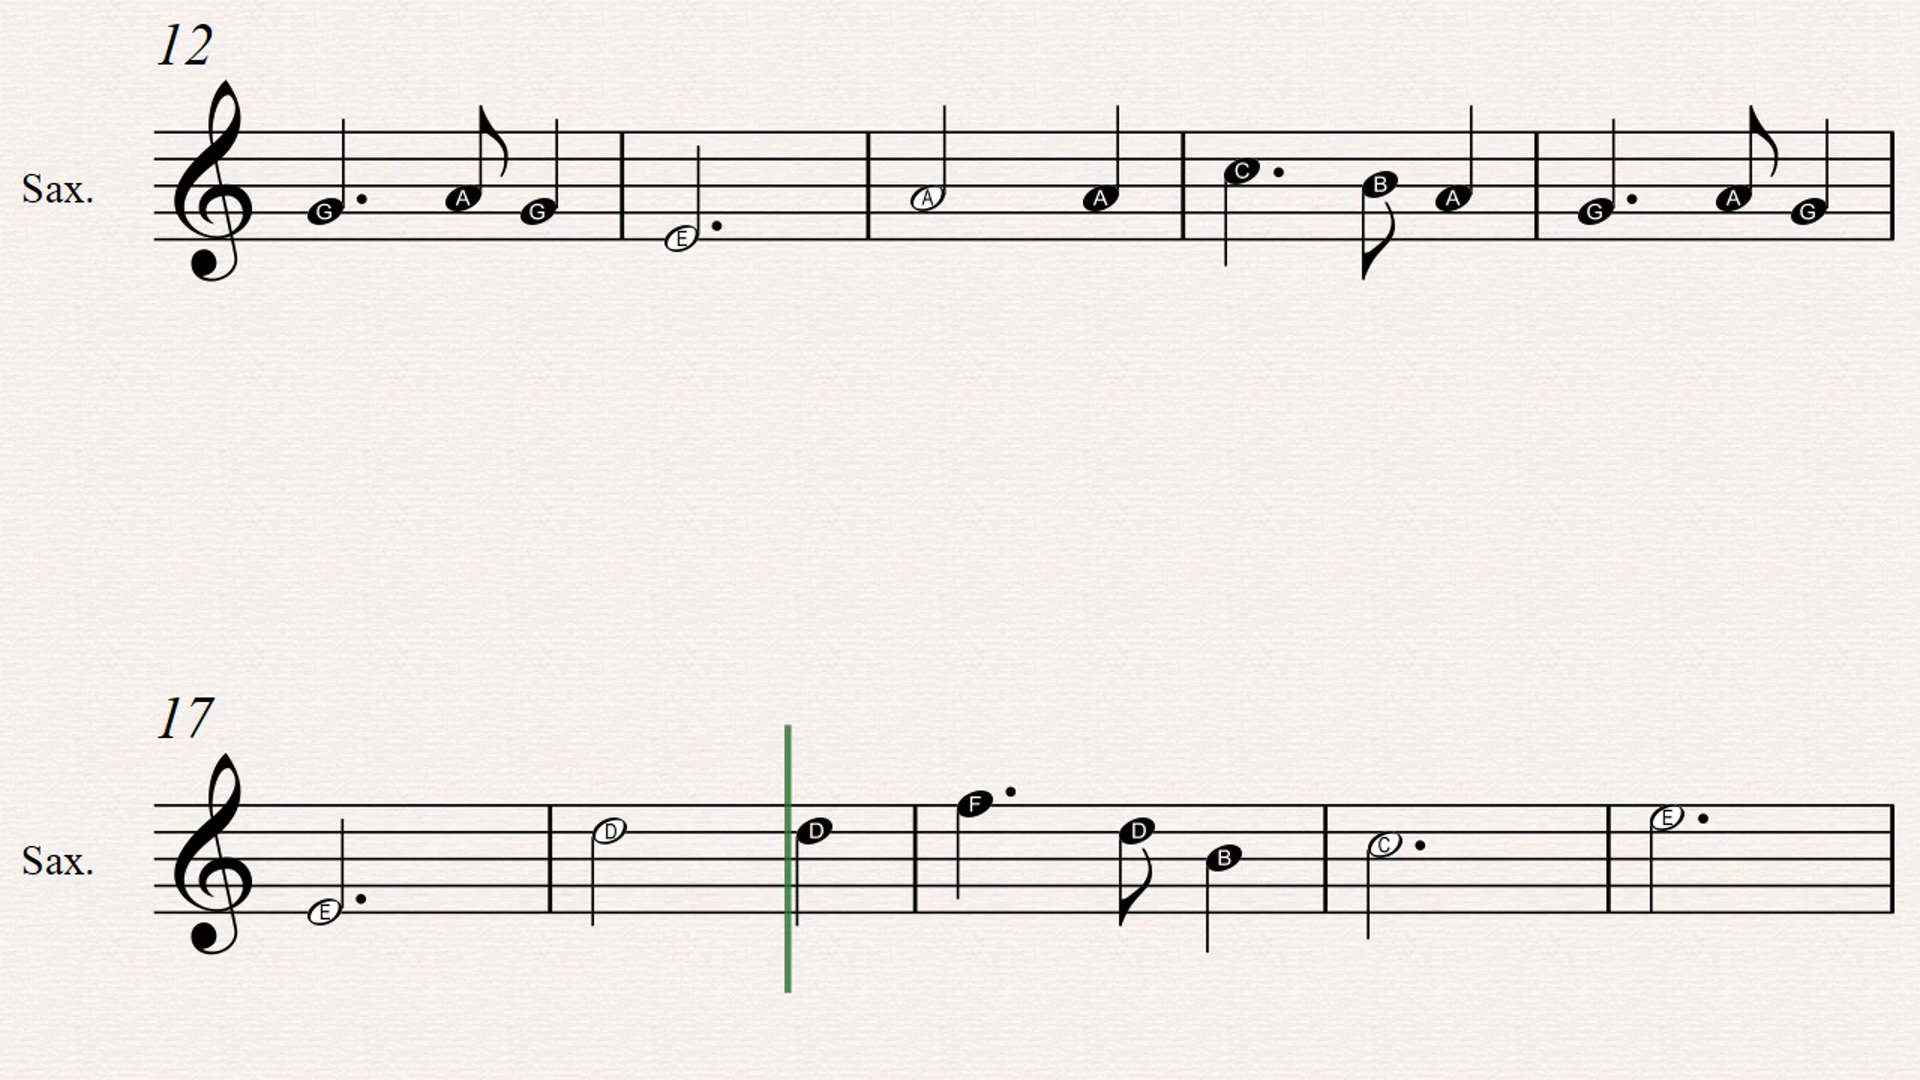 12
Sax.
G A G E A A C B A G A G
17
Sax.
E D D F D B C E